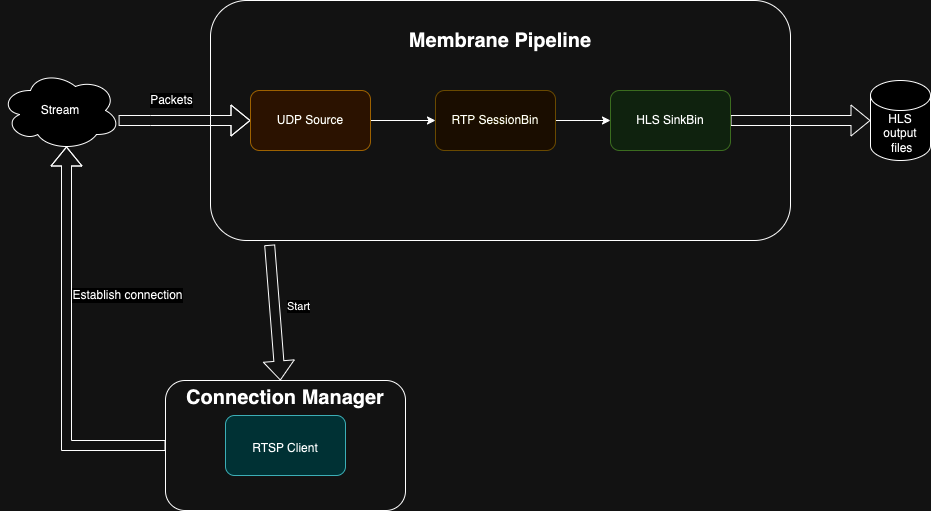 Membrane Pipeline
Stream
Packets
UDP Source
RTP SessionBin
HLS SinkBin
HLS
output
files
Establish connection
Start
Connection Manager
RTSP Client